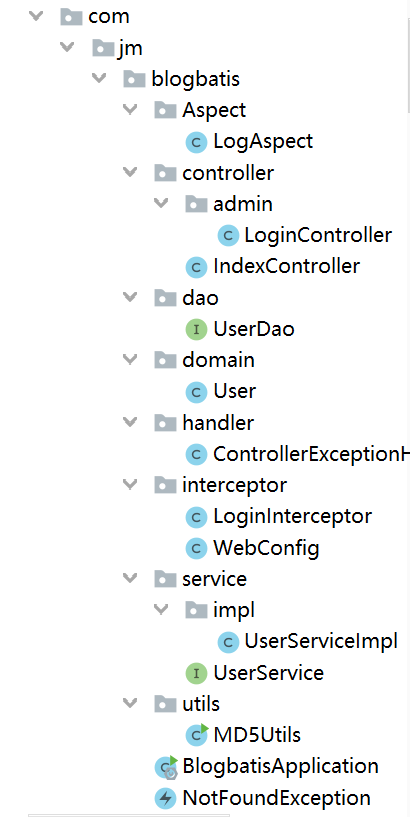 com
jm
blogbatis
Aspect
LogAspect
controller
admin
LoginController
IndexController
dao
UserDao
domain
User
handler
ControllerExceptionH
interceptor
LoginInterceptor
WebConfig
service
impl
UserServiceImpl
UserService
utils
MD5Utils
BlogbatisApplication
NotFoundException